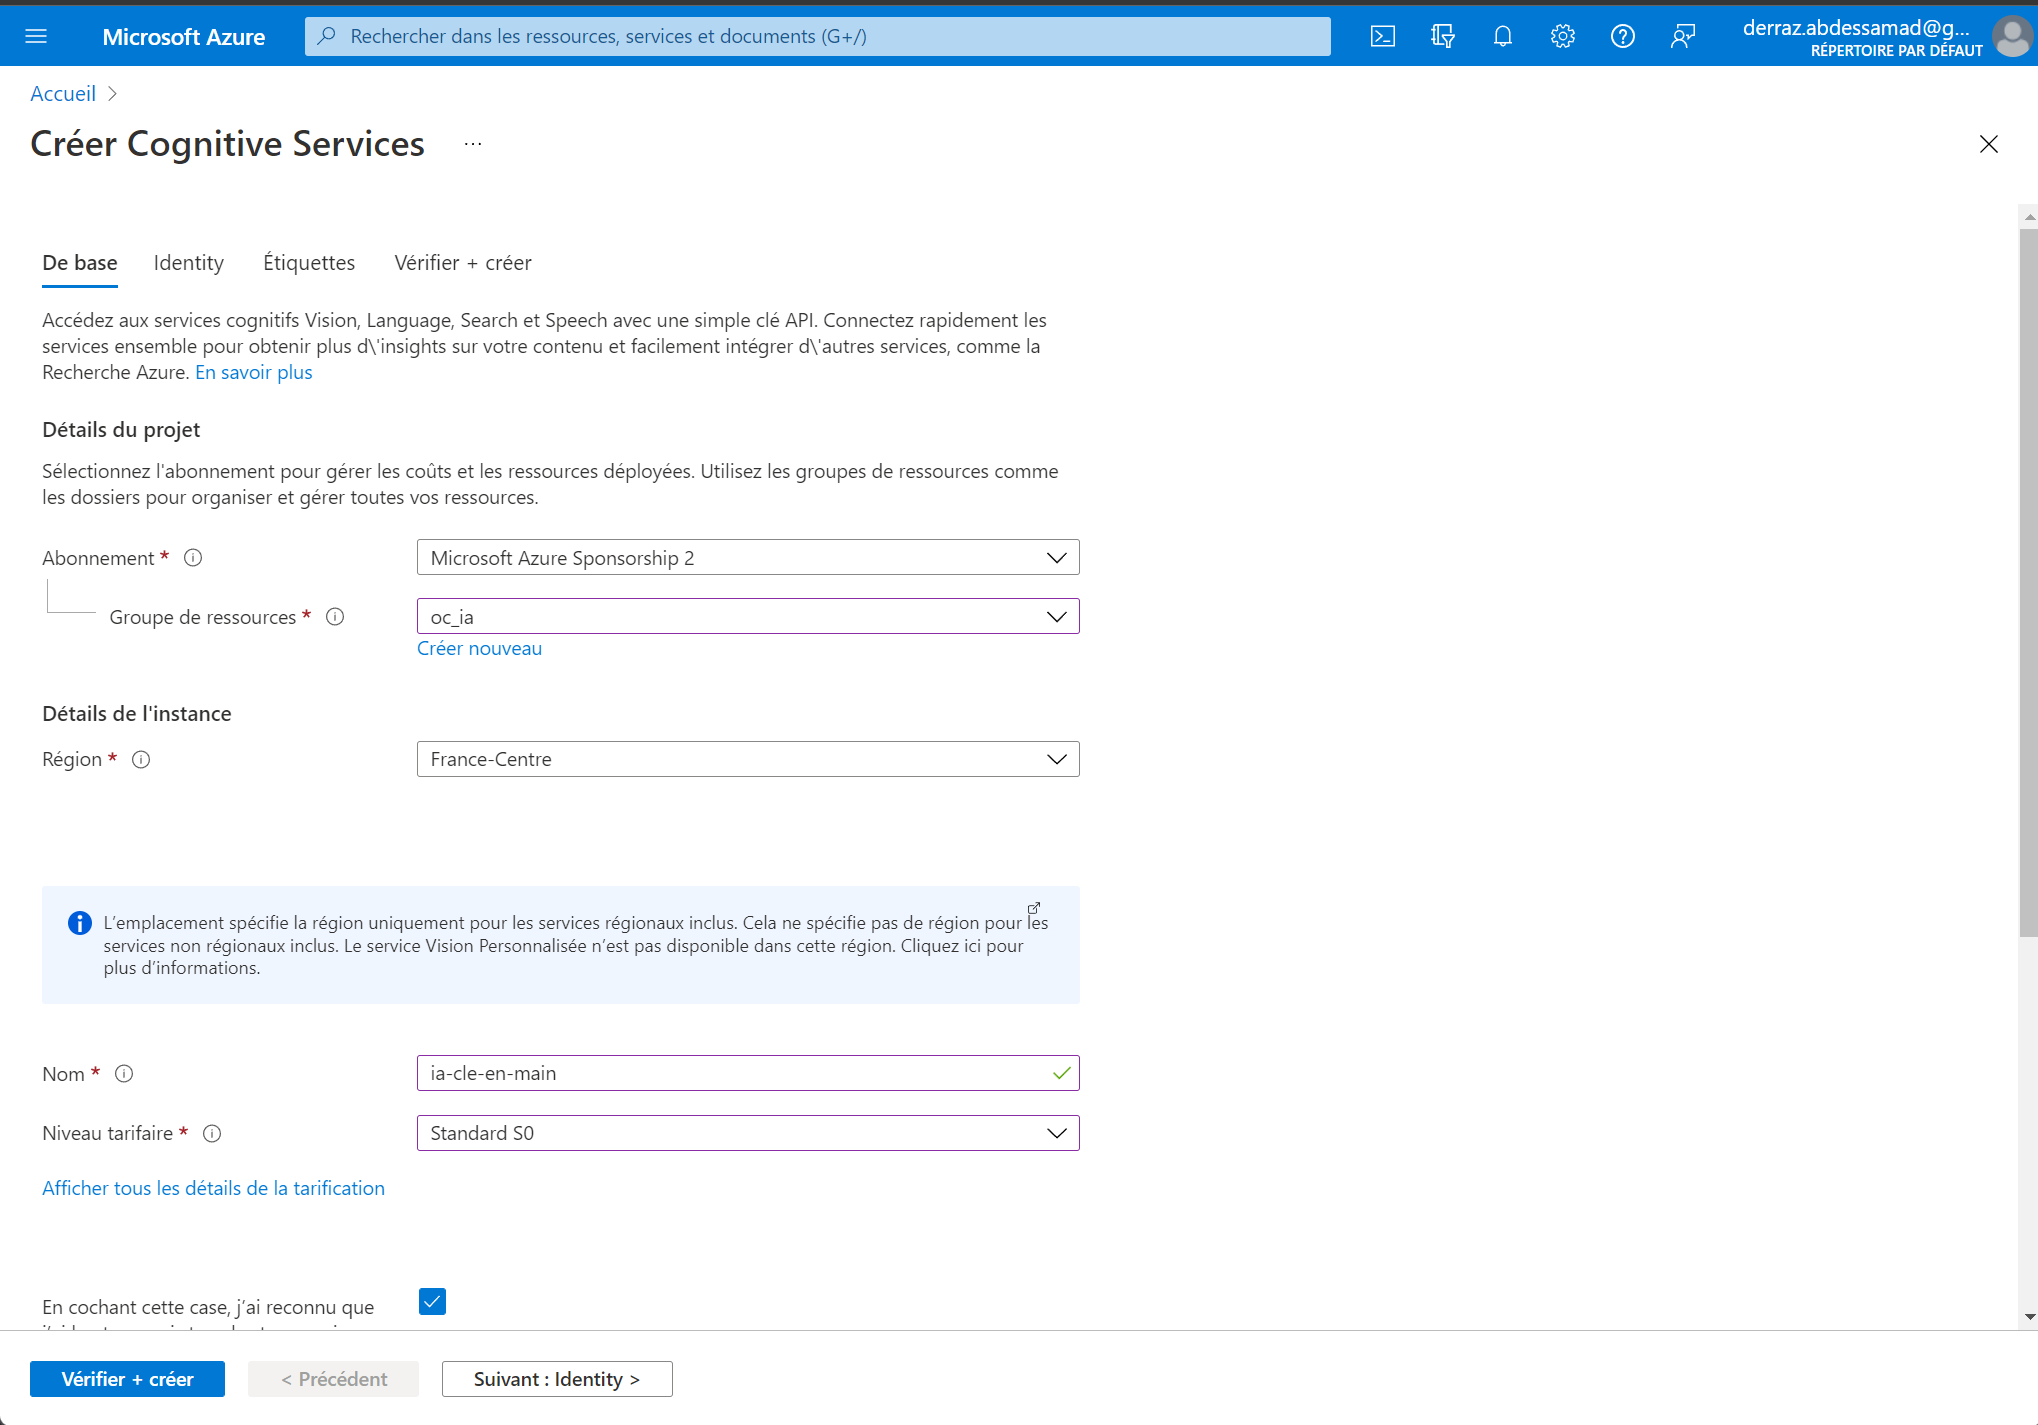 Microsoft Azure
Rechercher dans les ressources, services et documents (G+/)
derraz.abdessamad@g...
RÉPERTOIRE PAR DÉFAUT
Accueil >
Créer Cognitive Services ...
De base Identity Étiquettes Vérifier + créer
Accédez aux services cognitifs Vision, Language, Search et Speech avec une simple clé API. Connectez rapidement les
services ensemble pour obtenir plus d\'insights sur votre contenu et facilement intégrer d\'autres services, comme la
Recherche Azure. En savoir plus
Détails du projet
Sélectionnez l'abonnement pour gérer les coûts et les ressources déployées. Utilisez les groupes de ressources comme
les dossiers pour organiser et gérer toutes vos ressources.
Abonnement *
Microsoft Azure Sponsorship 2
Groupe de ressources *
oc_ia
Créer nouveau
Détails de l'instance
Région *
France-Centre
L’emplacement spécifie la région uniquement pour les services régionaux inclus. Cela ne spécifie pas de région pour les
services non régionaux inclus. Le service Vision Personnalisée n’est pas disponible dans cette région. Cliquez ici pour
plus d’informations.
Nom *
ia-cle-en-main
Niveau tarifaire *
Standard S0
Afficher tous les détails de la tarification
En cochant cette case, j’ai reconnu que
Vérifier + créer
< Précédent
Suivant : Identity >